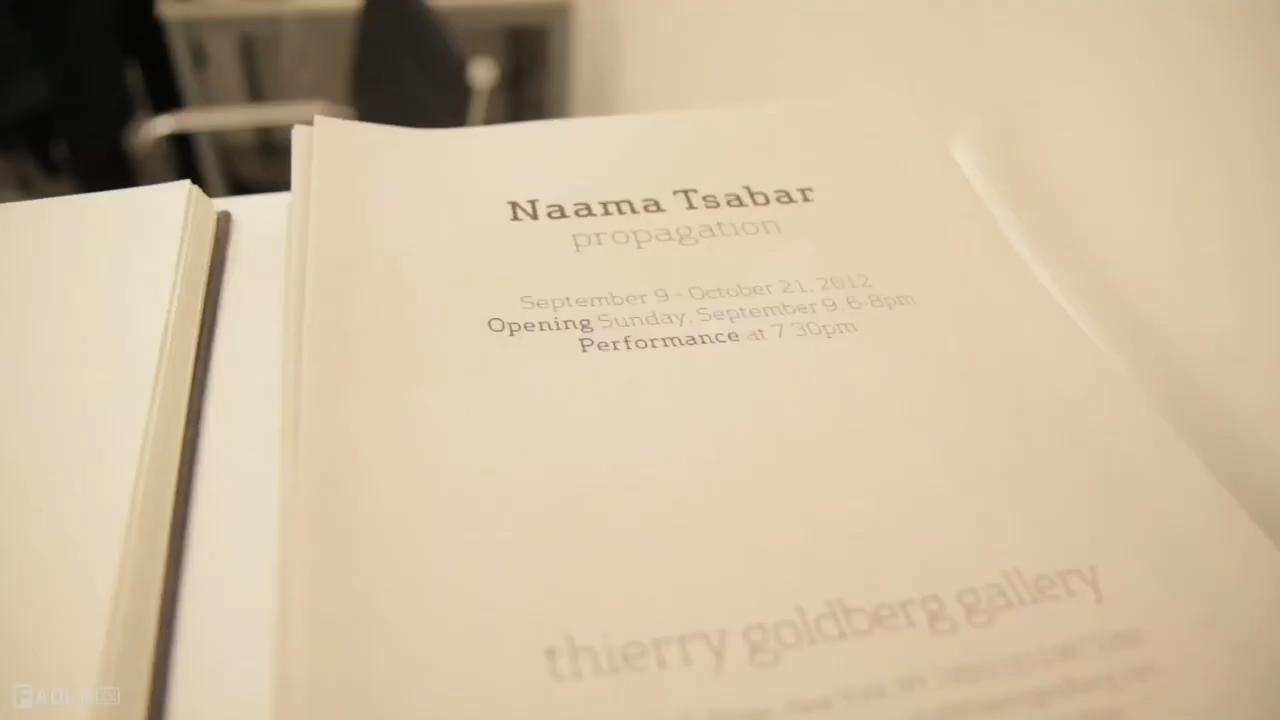 Naama Tsabar
propagation
September 9 - October 21, 2012
Opening Sunday, September 9, 6-8pm
Performance at 7 30pm
thierry goldberg gallery